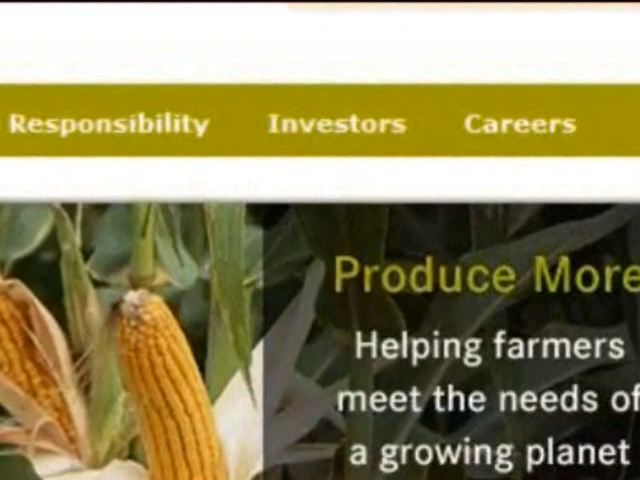 Responsibility Investors Careers
Produce More
Helping farmers
meet the needs of
a growing planet